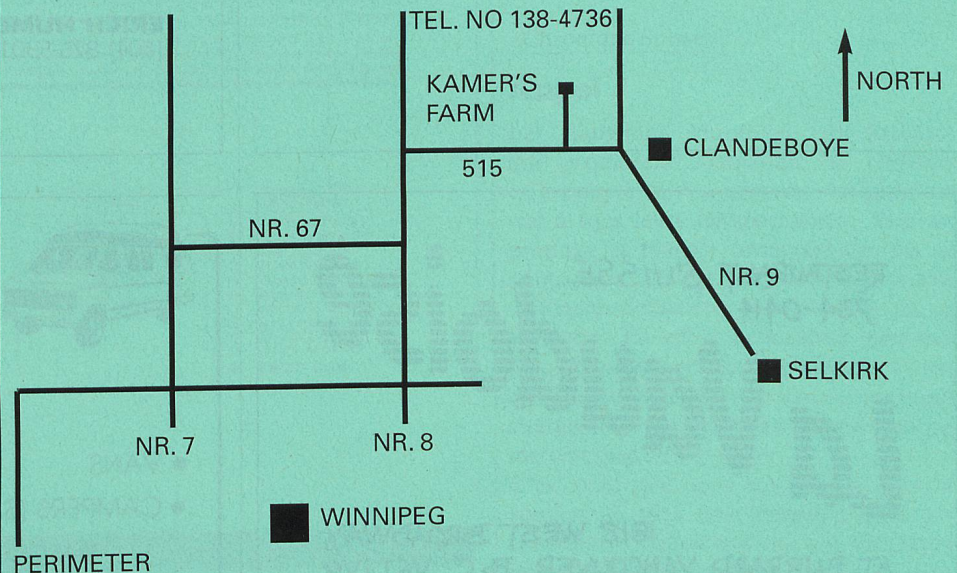 TEL. NO 138-4736
KAMER'S
FARM
NORTH
CLANDEBOYE
515
NR. 67
NR. 9
SELKIRK
NR. 7
NR. 8
WINNIPEG
PERIMETER